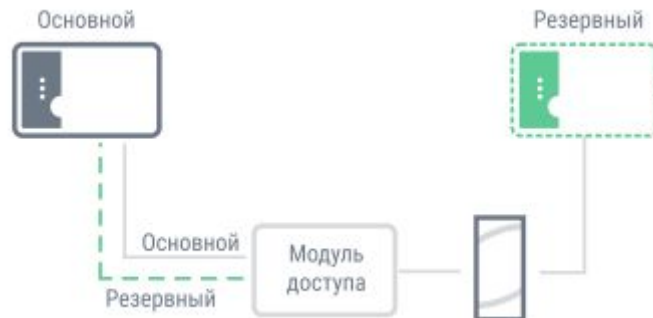 Основной
Резервный
Основной
Резервный
Модуль
доступа